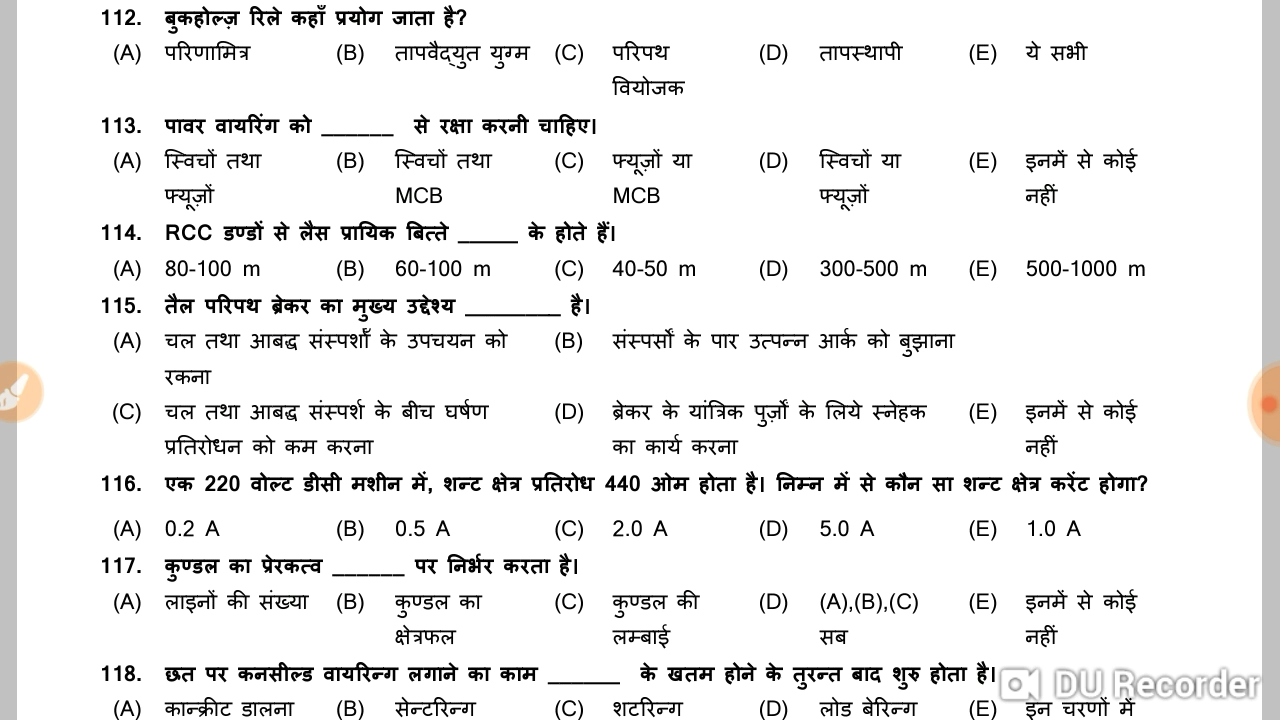 112. बुकहोल्ज़ रिले कहाँ प्रयोग जाता है?
(A) परिणामित्र (B) तापवैद्युत युग्म (C) परिपथ (D) तापस्थापी (E) ये सभी
वियोजक
113. पावर वायरिंग को ______ से रक्षा करनी चाहिए।
(A) स्विचों तथा (B) स्विचों तथा (C) फ्यूज़ों या (D) स्विचों या (E) इनमें से कोई
फ्यूज़ों MCB MCB फ्यूज़ों नहीं
114. RCC डण्डों से लैस प्रायिक बित्ते _____ के होते हैं।
(A) 80-100 m (B) 60-100 m (C) 40-50 m (D) 300-500 m (E) 500-1000 m
115. तैल परिपथ ब्रेकर का मुख्य उद्देश्य ________ है।
(A) चल तथा आबद्ध संस्पर्शों के उपचयन को (B) संस्पर्सों के पार उत्पन्न आर्क को बुझाना
रकना
(C) चल तथा आबद्ध संस्पर्श के बीच घर्षण (D) ब्रेकर के यांत्रिक पुर्ज़ों के लिये स्नेहक (E) इनमें से कोई
प्रतिरोधन को कम करना का कार्य करना नहीं
116. एक 220 वोल्ट डीसी मशीन में, शन्ट क्षेत्र प्रतिरोध 440 ओम होता है। निम्न में से कौन सा शन्ट क्षेत्र करेंट होगा?
(A) 0.2 A (B) 0.5 A (C) 2.0 A (D) 5.0 A (E) 1.0 A
117. कुण्डल का प्रेरकत्व ______ पर निर्भर करता है।
(A) लाइनों की संख्या (B) कुण्डल का (C) कुण्डल की (D) (A),(B),(C) (E) इनमें से कोई
क्षेत्रफल लम्बाई सब नहीं
118. छत पर कनसील्ड वायरिन्ग लगाने का काम ______ के खतम होने के तुरन्त बाद शुरु होता है।
DU Recorder
(A) कान्क्रीट डालना (B) सेन्टरिन्ग (C) शटरिन्ग (D) लोड बेरिन्ग (E) इन चरणों में